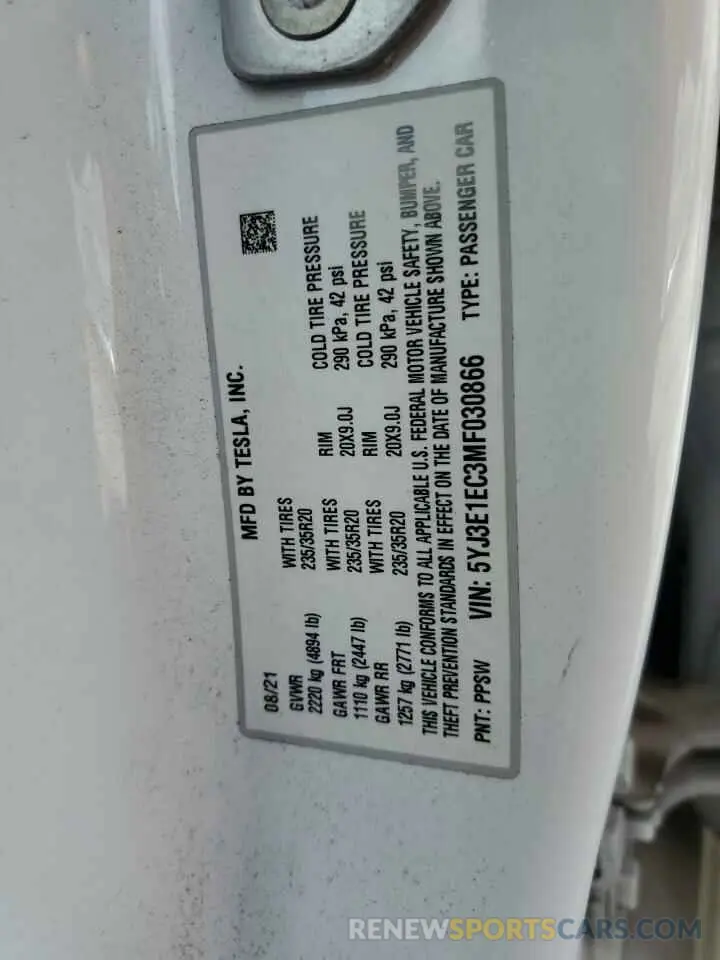 MFD BY TESLA, INC.
08/21
GVWR WITH TIRES RIM COLD TIRE PRESSURE
2220 kg (4894 lb) 235/35R20 20X9.0J 290 kPa, 42 psi
GAWR FRT WITH TIRES RIM COLD TIRE PRESSURE
1110 kg (2447 lb) 235/35R20 20X9.0J 290 kPa, 42 psi
GAWR RR WITH TIRES
1257 kg (2771 lb) 235/35R20
THIS VEHICLE CONFORMS TO ALL APPLICABLE U.S. FEDERAL MOTOR VEHICLE SAFETY, BUMPER, AND
THEFT PREVENTION STANDARDS IN EFFECT ON THE DATE OF MANUFACTURE SHOWN ABOVE.
PNT: PPSW VIN: 5YJ3E1EC3MF030866 TYPE: PASSENGER CAR
RENEWSPORTSCARS.COM